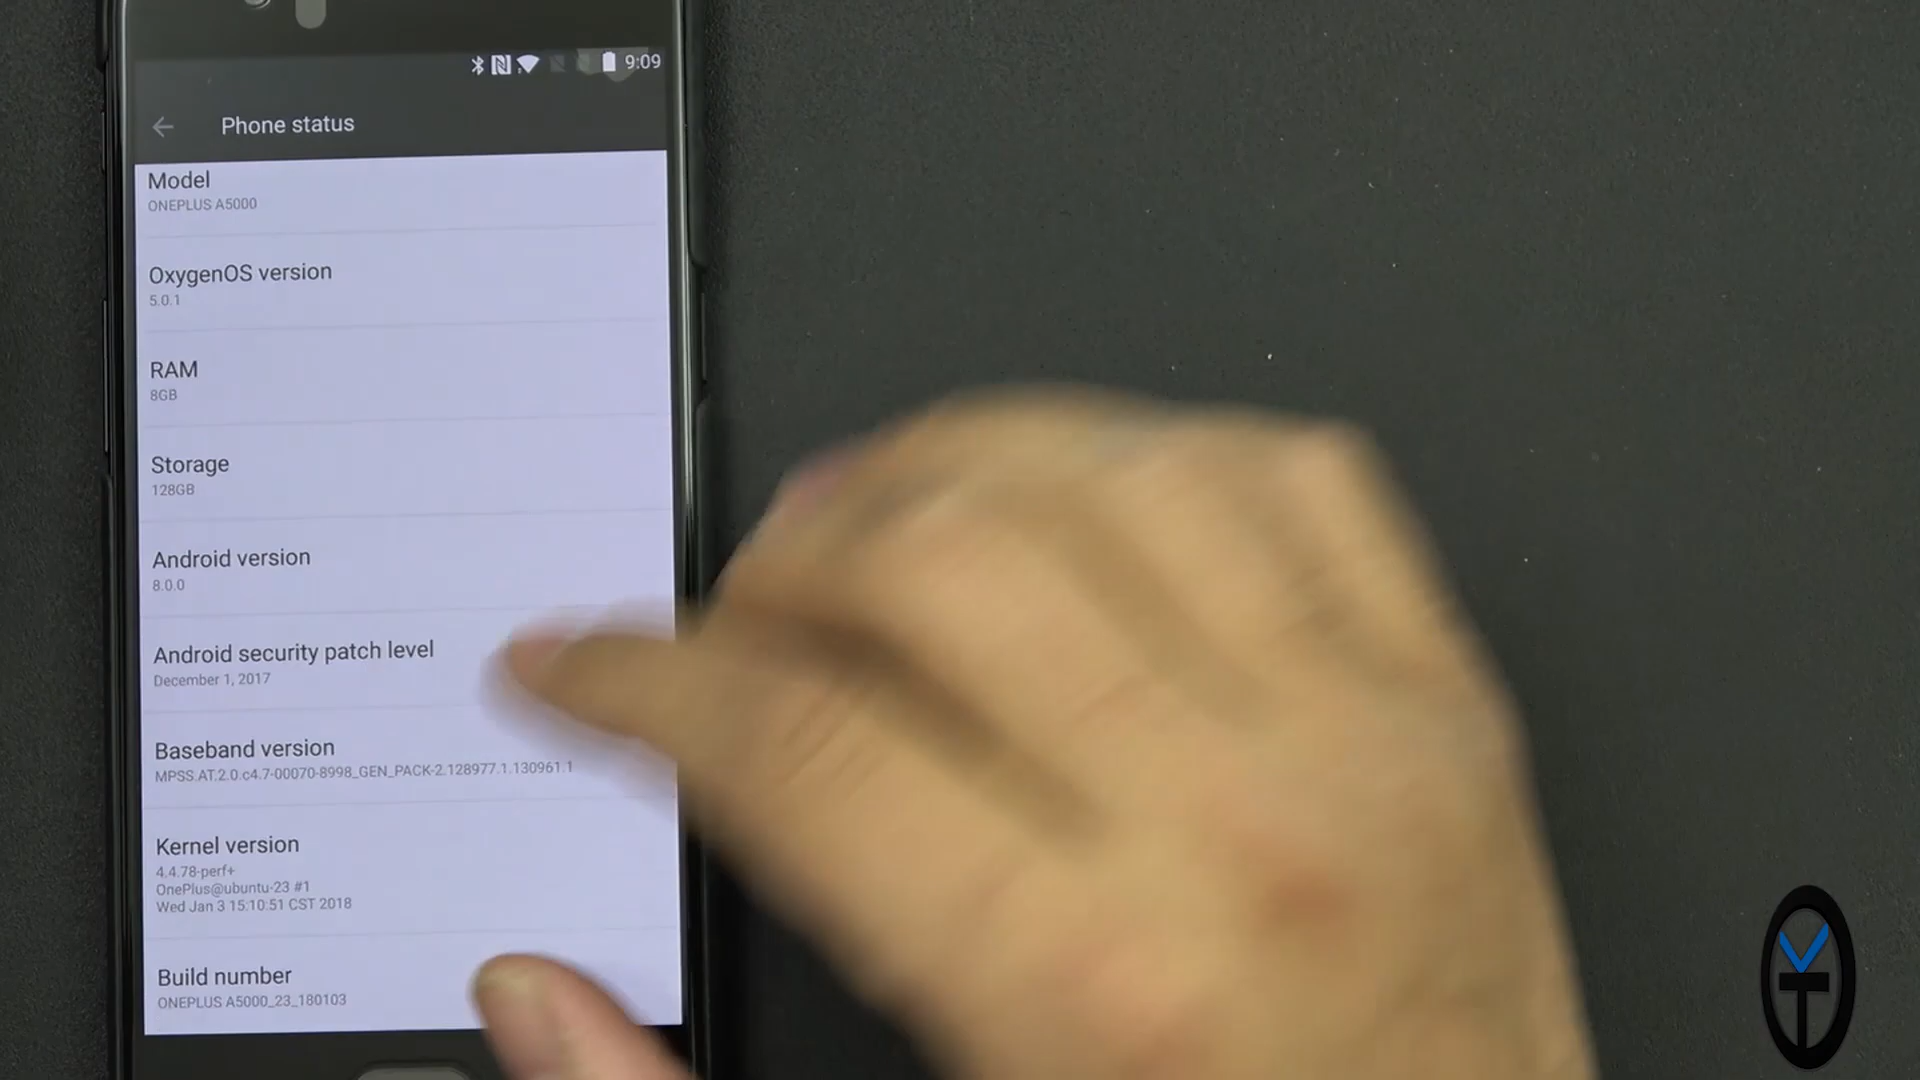 9:09
Phone status
Model
ONEPLUS A5000
OxygenOS version
5.0.1
RAM
8GB
Storage
128GB
Android version
8.0.0
Android security patch level
December 1, 2017
Baseband version
MPSS.AT.2.0.c4.7-00070-8998_GEN_PACK-2.128977.1.130961.1
Kernel version
4.4.78-perf+
OnePlus@ubuntu-23 #1
Wed Jan 3 15:10:51 CST 2018
Build number
ONEPLUS A5000_23_180103